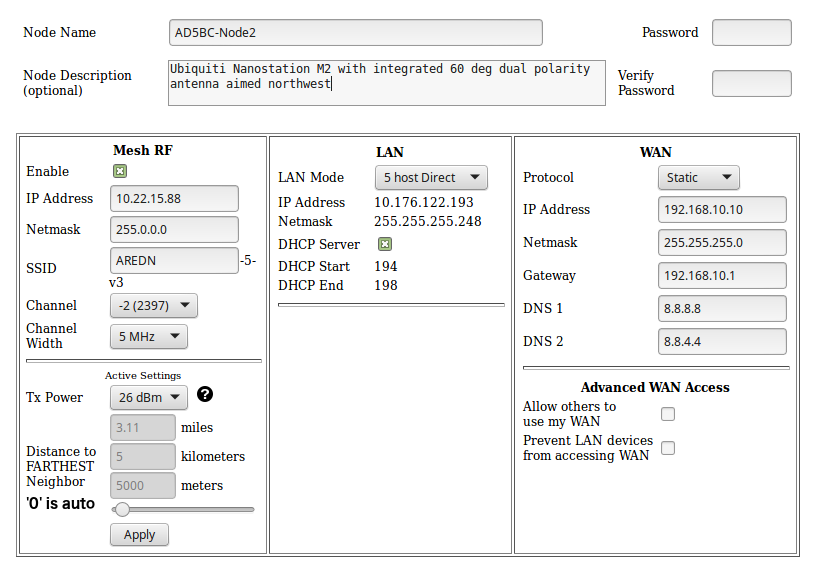 Node Name AD5BC-Node2 Password
Node Description (optional) Ubiquiti Nanostation M2 with integrated 60 deg dual polarity
antenna aimed northwest
Verify Password
Mesh RF
Enable
IP Address 10.22.15.88
Netmask 255.0.0.0
SSID AREDN -5-
v3
Channel -2 (2397)
Channel Width 5 MHz
Active Settings
Tx Power 26 dBm ?
3.11 miles
Distance to FARTHEST Neighbor 5 kilometers
5000 meters
'0' is auto
Apply
LAN
LAN Mode 5 host Direct
IP Address 10.176.122.193
Netmask 255.255.255.248
DHCP Server
DHCP Start 194
DHCP End 198
WAN
Protocol Static
IP Address 192.168.10.10
Netmask 255.255.255.0
Gateway 192.168.10.1
DNS 1 8.8.8.8
DNS 2 8.8.4.4
Advanced WAN Access
Allow others to
use my WAN
Prevent LAN devices
from accessing WAN